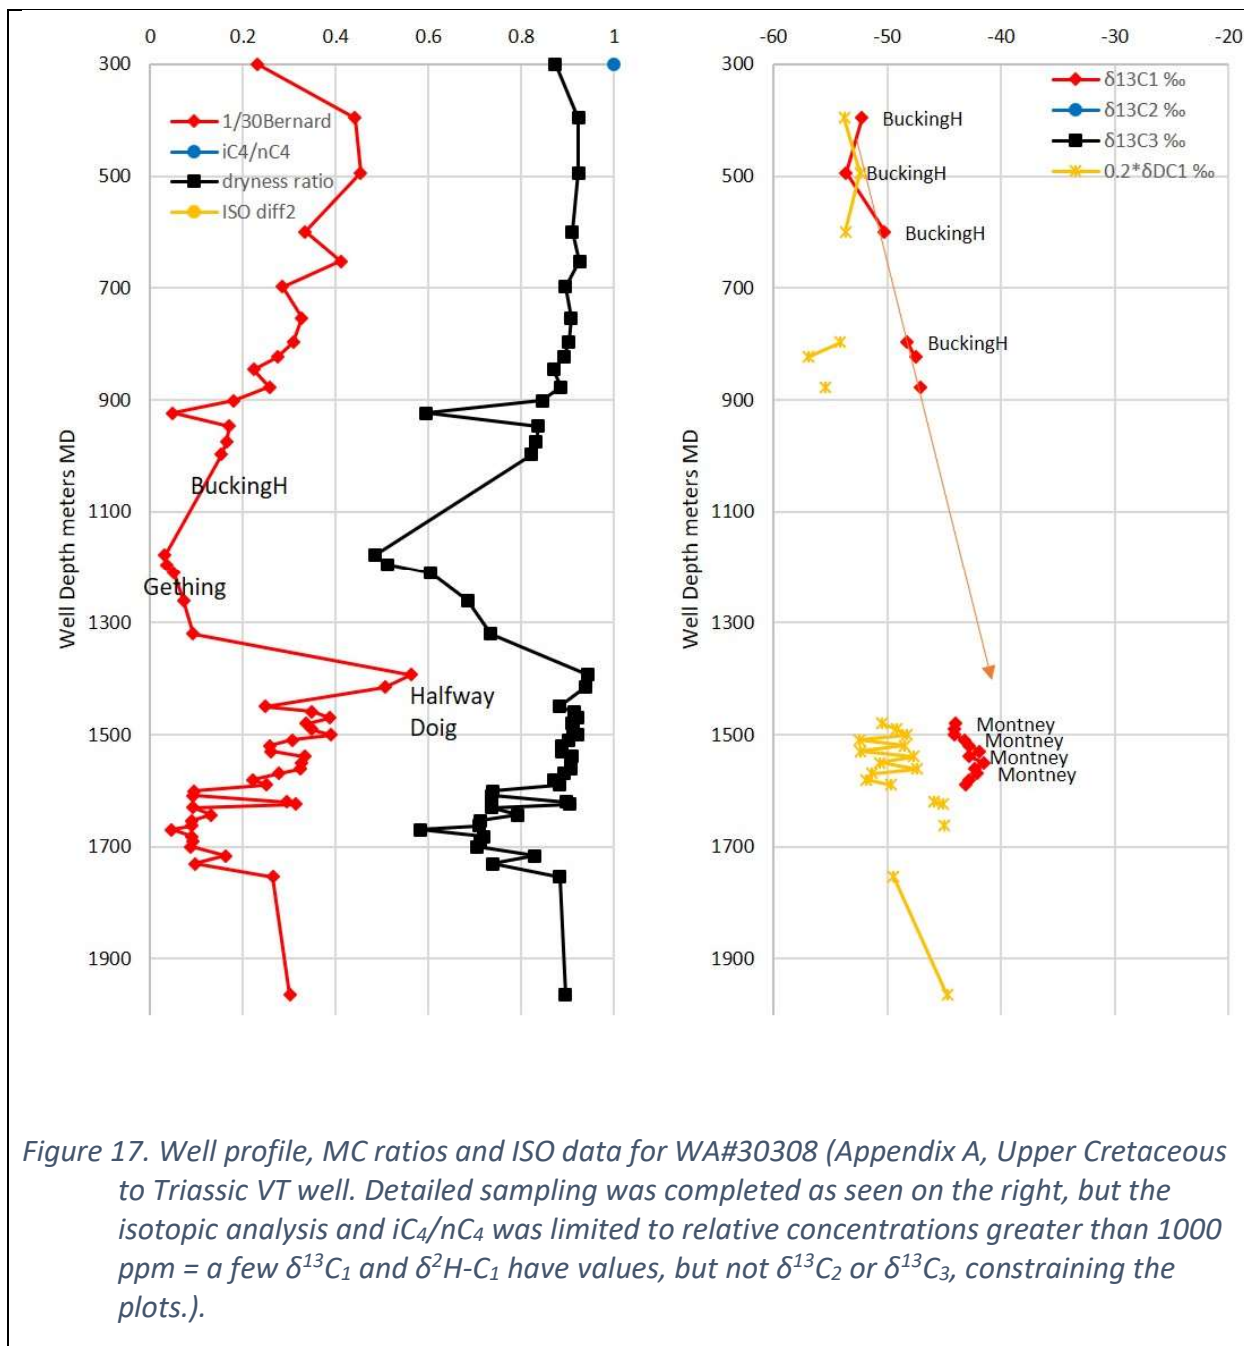 0 0.2 0.4 0.6 0.8 1
300
500
700
900
1100
1300
1500
1700
1900
Well Depth meters MD
1/30Bernard
iC4/nC4
dryness ratio
ISO diff2
BuckingH
Gething
Halfway
Doig
-60 -50 -40 -30 -20
300
500
700
900
1100
1300
1500
1700
1900
Well Depth meters MD
δ13C1 ‰
δ13C2 ‰
δ13C3 ‰
0.2*δDC1 ‰
BuckingH
BuckingH
BuckingH
BuckingH
Montney
Montney
Montney
Montney
Figure 17. Well profile, MC ratios and ISO data for WA#30308 (Appendix A, Upper Cretaceous
to Triassic VT well. Detailed sampling was completed as seen on the right, but the
isotopic analysis and iC₄/nC₄ was limited to relative concentrations greater than 1000
ppm = a few δ¹³C₁ and δ²H-C₁ have values, but not δ¹³C₂ or δ¹³C₃, constraining the
plots.).